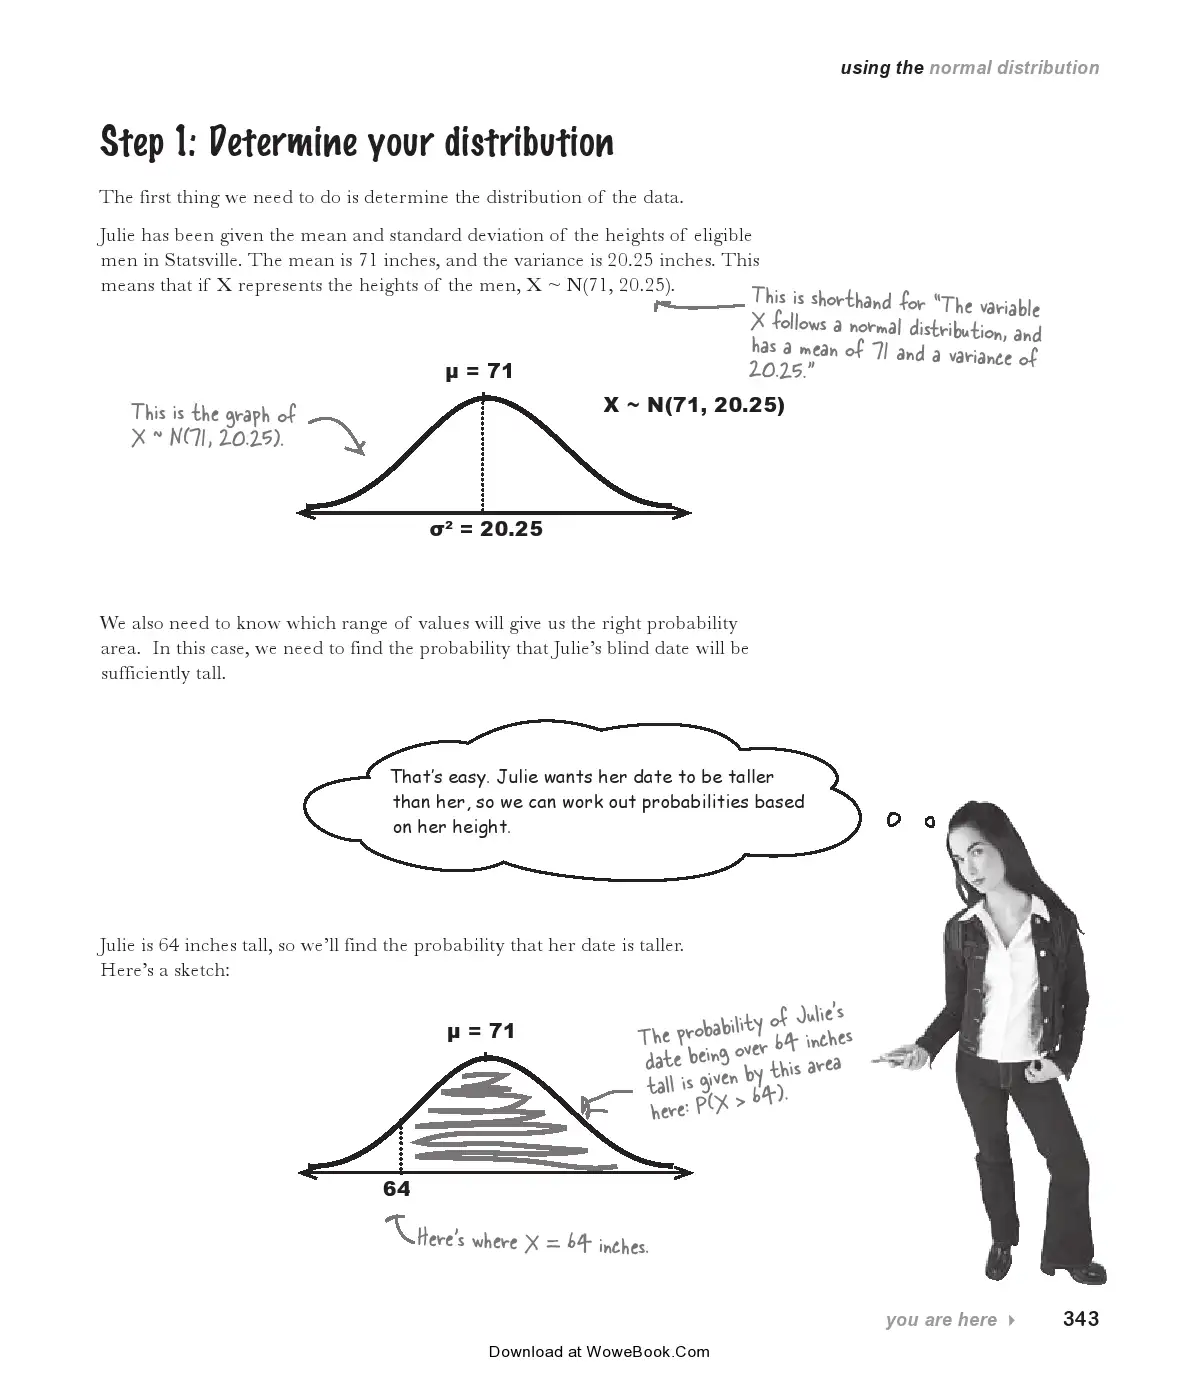 using the normal distribution
Step 1: Determine your distribution
The first thing we need to do is determine the distribution of the data.
Julie has been given the mean and standard deviation of the heights of eligible
men in Statsville. The mean is 71 inches, and the variance is 20.25 inches. This
means that if X represents the heights of the men, X ~ N(71, 20.25).
This is shorthand for “The variable
X follows a normal distribution, and
has a mean of 71 and a variance of
20.25.”
μ = 71
X ~ N(71, 20.25)
This is the graph of
X ~ N(71, 20.25).
σ² = 20.25
We also need to know which range of values will give us the right probability
area. In this case, we need to find the probability that Julie’s blind date will be
sufficiently tall.
That’s easy. Julie wants her date to be taller
than her, so we can work out probabilities based
on her height.
Julie is 64 inches tall, so we’ll find the probability that her date is taller.
Here’s a sketch:
μ = 71
The probability of Julie’s
date being over 64 inches
tall is given by this area
here: P(X > 64).
64
Here’s where X = 64 inches.
you are here ▸ 343
Download at WoweBook.Com